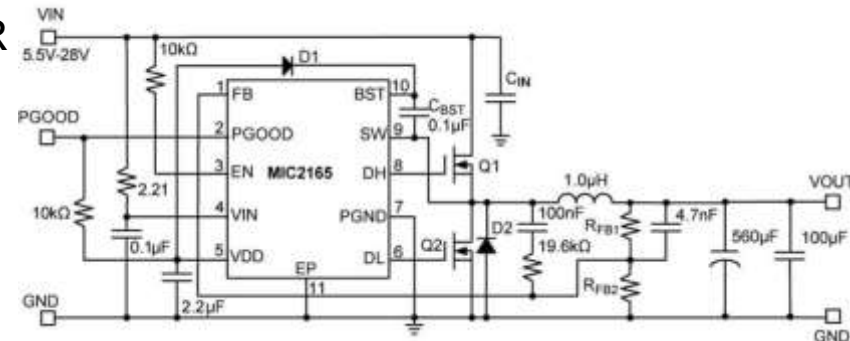 R
VIN
5.5V-28V
10kΩ
D1
1 FB
BST 10
CBST
0.1µF
CIN
PGOOD
2 PGOOD
SW 9
3 EN
MIC2165
DH 8
Q1
1.0µH
VOUT
2.21
10kΩ
4 VIN
PGND 7
D2
100nF
RFB1
4.7nF
0.1µF
5 VDD
DL 6
Q2
19.6kΩ
560µF
100µF
EP
11
RFB2
GND
2.2µF
GND